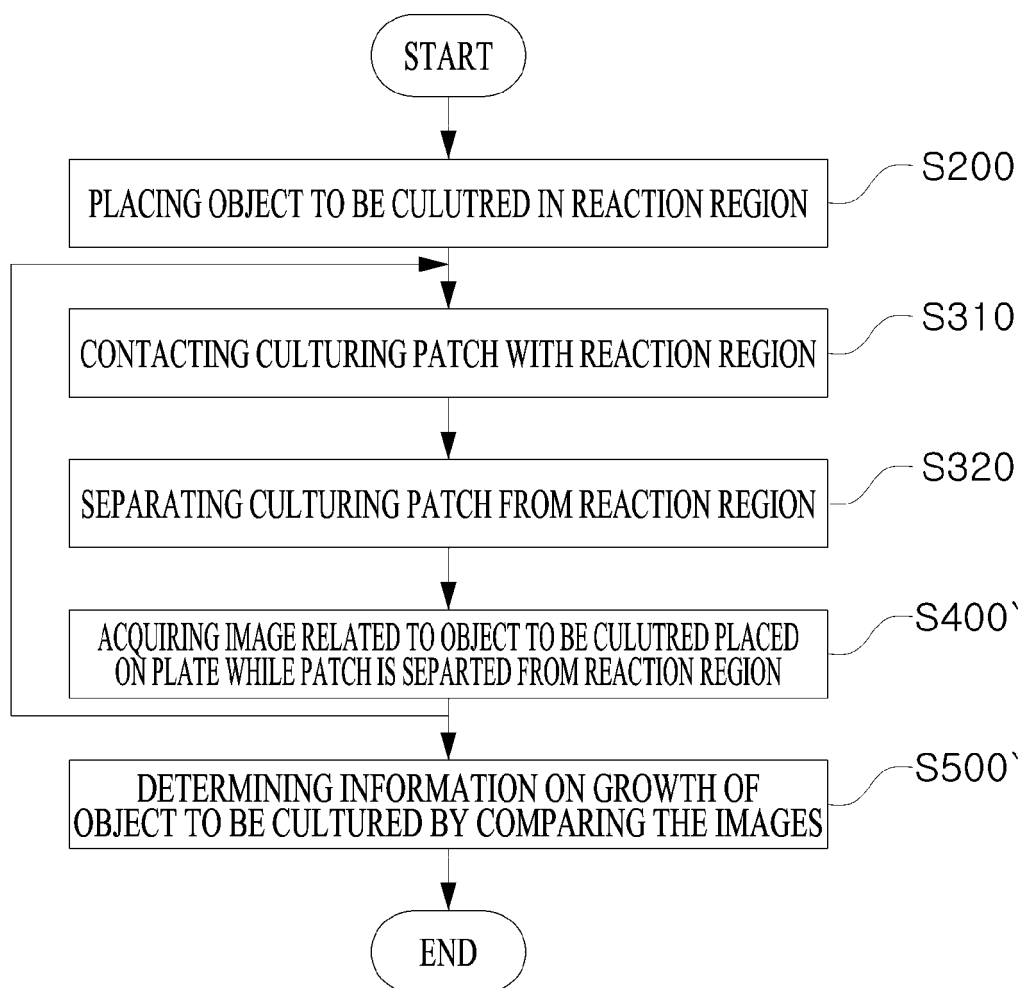 START
PLACING OBJECT TO BE CULUTRED IN REACTION REGION
S200
CONTACTING CULTURING PATCH WITH REACTION REGION
S310
SEPARATING CULTURING PATCH FROM REACTION REGION
S320
ACQUIRING IMAGE RELATED TO OBJECT TO BE CULUTRED PLACED
ON PLATE WHILE PATCH IS SEPARTED FROM REACTION REGION
S400`
DETERMINING INFORMATION ON GROWTH OF
OBJECT TO BE CULTURED BY COMPARING THE IMAGES
S500`
END